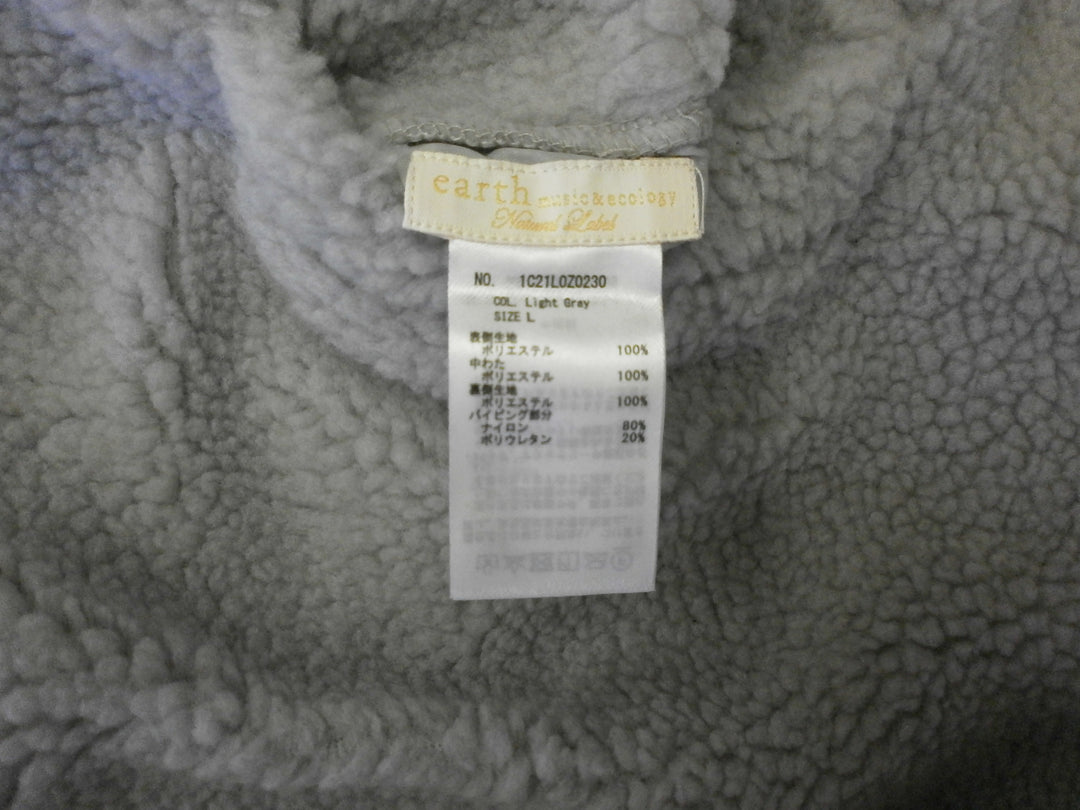 earth music&ecology
Natural Label
NO. 1C21L0Z0230
COL. Light Gray
SIZE L
表側生地
ポリエステル 100%
中わた
ポリエステル 100%
裏側生地
ポリエステル 100%
パイピング部分
ナイロン 80%
ポリウレタン 20%